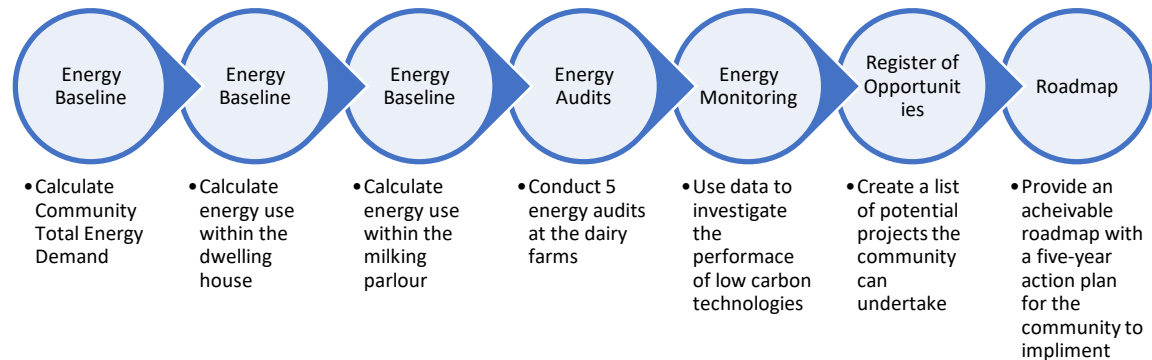 Energy
Baseline
Energy
Baseline
Energy
Baseline
Energy
Audits
Energy
Monitoring
Register of
Opportunit
ies
Roadmap
•Calculate
Community
Total Energy
Demand
•Calculate
energy use
within the
dwelling
house
•Calculate
energy use
within the
milking
parlour
•Conduct 5
energy audits
at the dairy
farms
•Use data to
investigate
the
performace
of low carbon
technologies
•Create a list
of potential
projects the
community
can
undertake
•Provide an
acheivable
roadmap with
a five-year
action plan
for the
community to
impliment